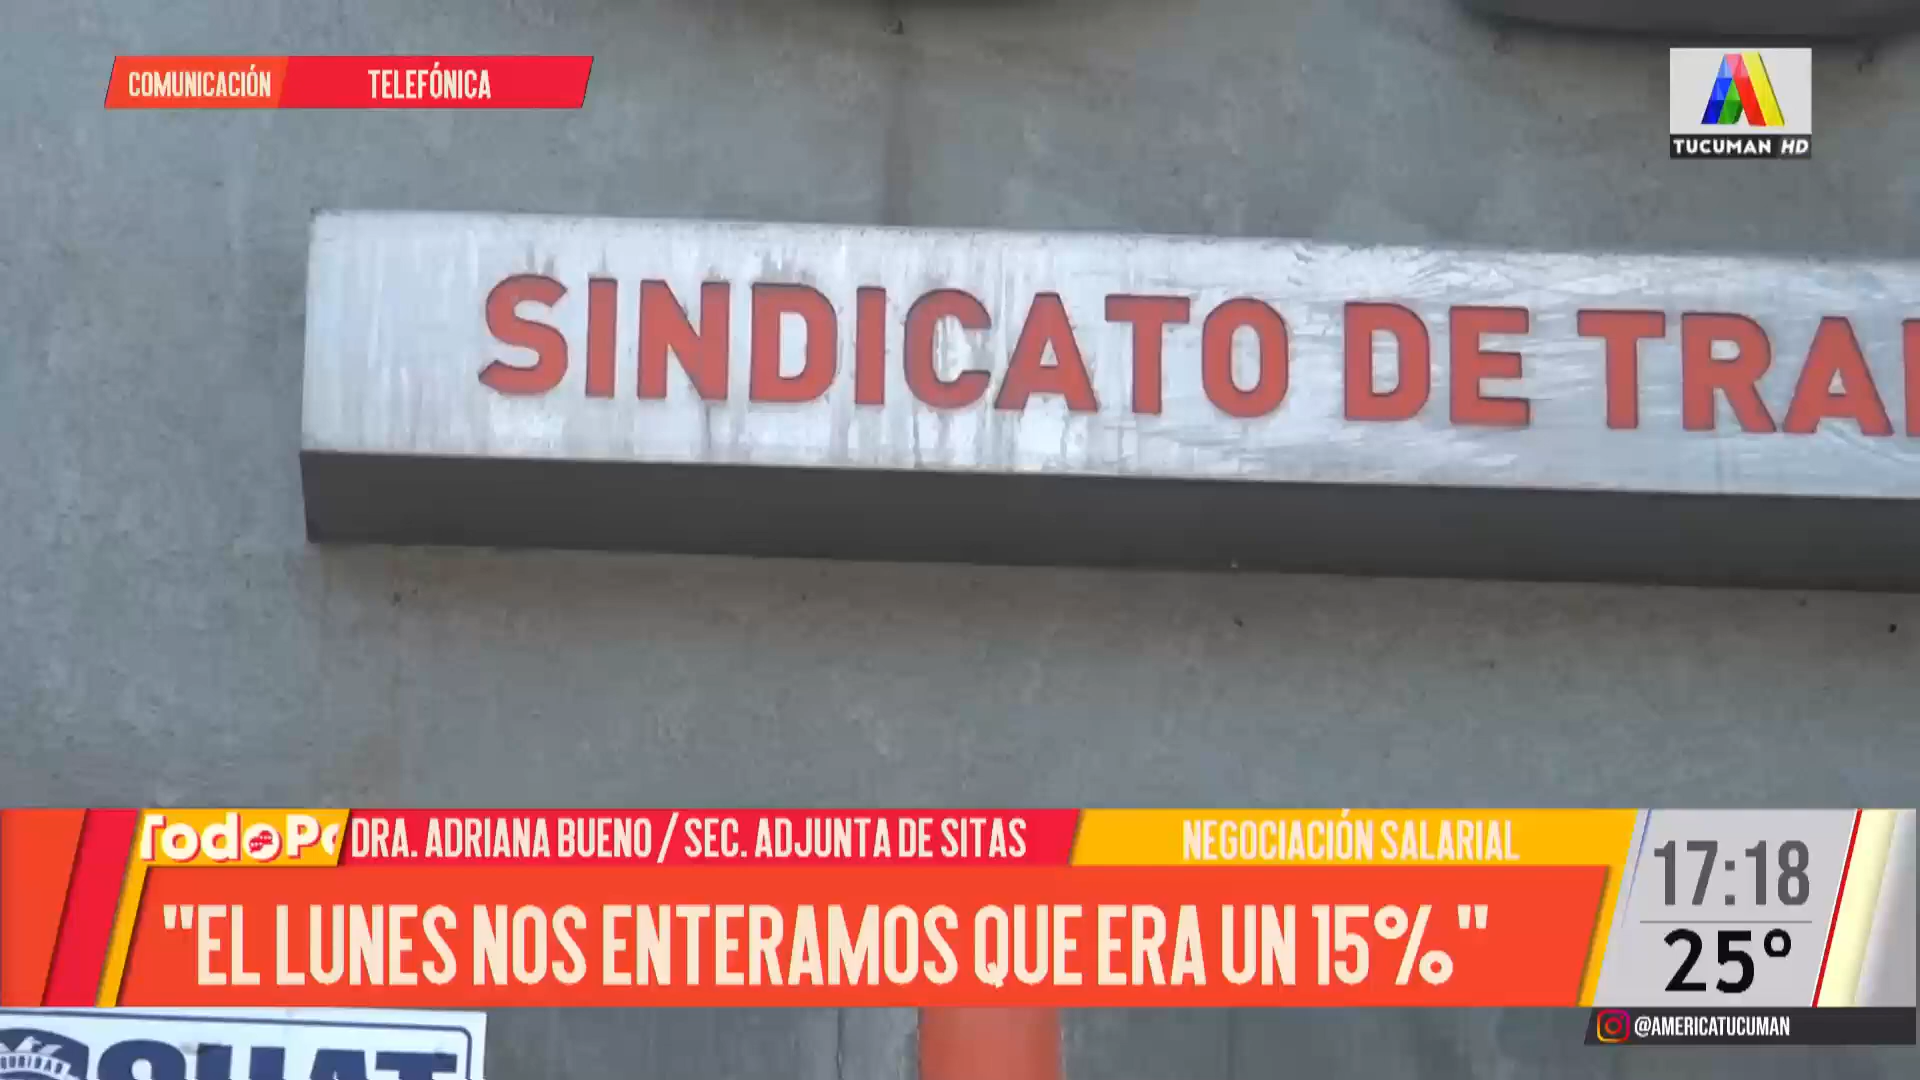 COMUNICACIÓN TELEFÓNICA
TUCUMAN HD
SINDICATO DE TRA
TodoPo
DRA. ADRIANA BUENO / SEC. ADJUNTA DE SITAS
NEGOCIACIÓN SALARIAL
17:18
"EL LUNES NOS ENTERAMOS QUE ERA UN 15%"
25°
@AMERICATUCUMAN